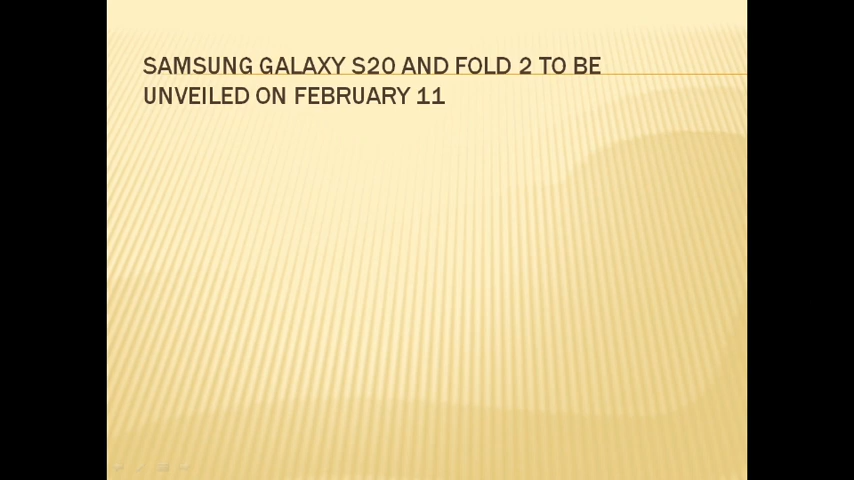 SAMSUNG GALAXY S20 AND FOLD 2 TO BE
UNVEILED ON FEBRUARY 11